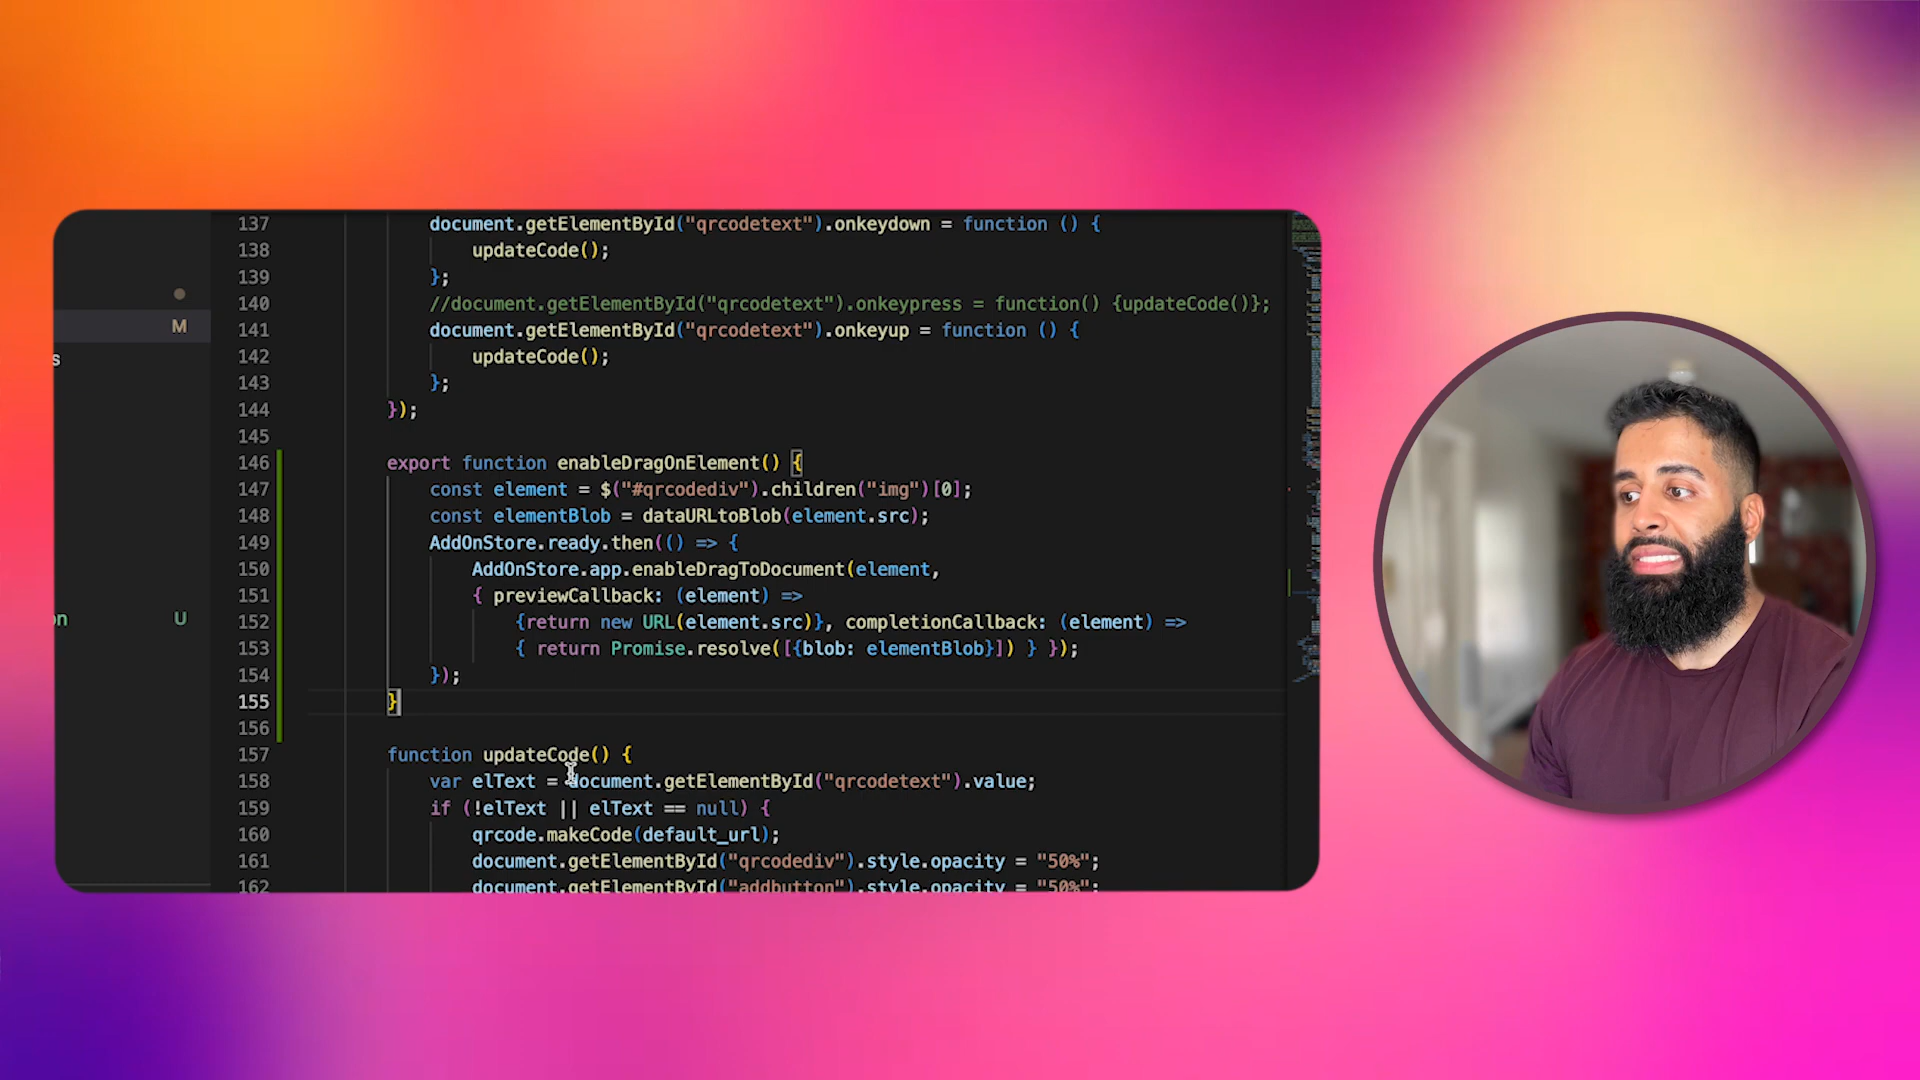 137 document.getElementById("qrcodetext").onkeydown = function () {
138 updateCode();
139 };
140 //document.getElementById("qrcodetext").onkeypress = function() {updateCode()};
M
141 document.getElementById("qrcodetext").onkeyup = function () {
s
142 updateCode();
143 };
144 });
145
146 export function enableDragOnElement() {
147 const element = $("#qrcodediv").children("img")[0];
148 const elementBlob = dataURLtoBlob(element.src);
149 AddOnStore.ready.then(() => {
150 AddOnStore.app.enableDragToDocument(element,
151 { previewCallback: (element) =>
on U
152 {return new URL(element.src)}, completionCallback: (element) =>
153 { return Promise.resolve([{blob: elementBlob}]) } });
154 });
155 }
156
157 function updateCode() {
158 var elText = document.getElementById("qrcodetext").value;
159 if (!elText || elText == null) {
160 qrcode.makeCode(default_url);
161 document.getElementById("qrcodediv").style.opacity = "50%";
162 document.getElementById("addbutton").style.opacity = "50%";